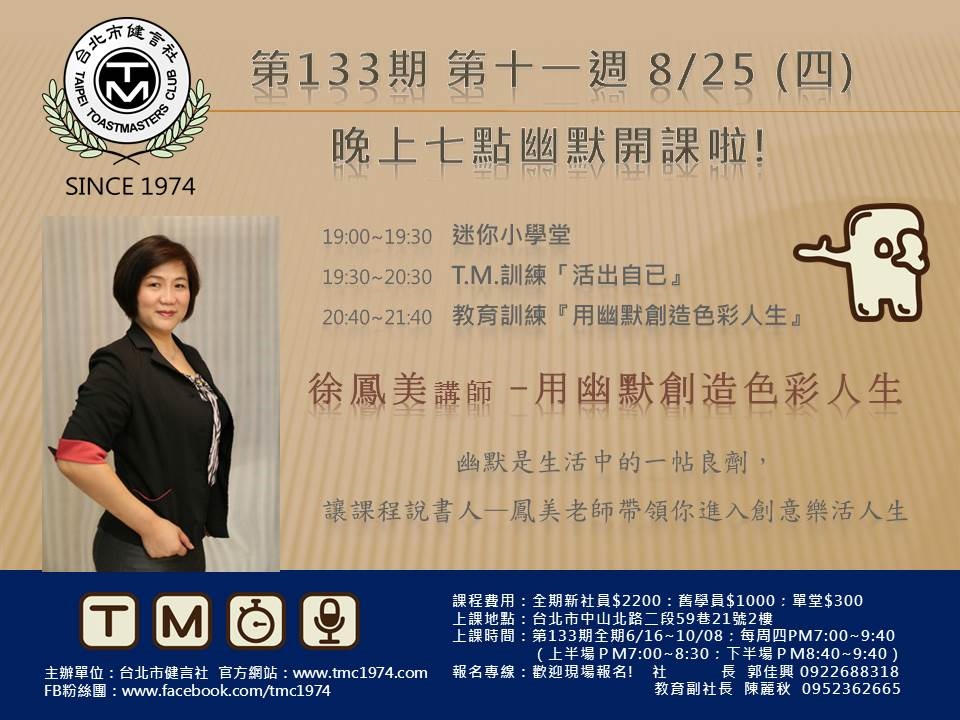 台北市健言社
TM
TAIPEI TOASTMASTERS CLUB
SINCE 1974
第133期 第十一週 8/25 (四)
晚上七點幽默開課啦!
19:00~19:30 迷你小學堂
19:30~20:30 T.M.訓練「活出自已』
20:40~21:40 教育訓練『用幽默創造色彩人生』
徐鳳美講師 -用幽默創造色彩人生
幽默是生活中的一帖良劑，
讓課程說書人—鳳美老師帶領你進入創意樂活人生
T M
主辦單位：台北市健言社 官方網站：www.tmc1974.com
FB粉絲團：www.facebook.com/tmc1974
課程費用：全期新社員$2200；舊學員$1000；單堂$300
上課地點：台北市中山北路二段59巷21號2樓
上課時間：第133期全期6/16~10/08；每周四PM7:00~9:40
（上半場ＰM7:00~8:30；下半場ＰM8:40~9:40）
報名專線：歡迎現場報名! 社 長 郭佳興 0922688318
教育副社長 陳麗秋 0952362665